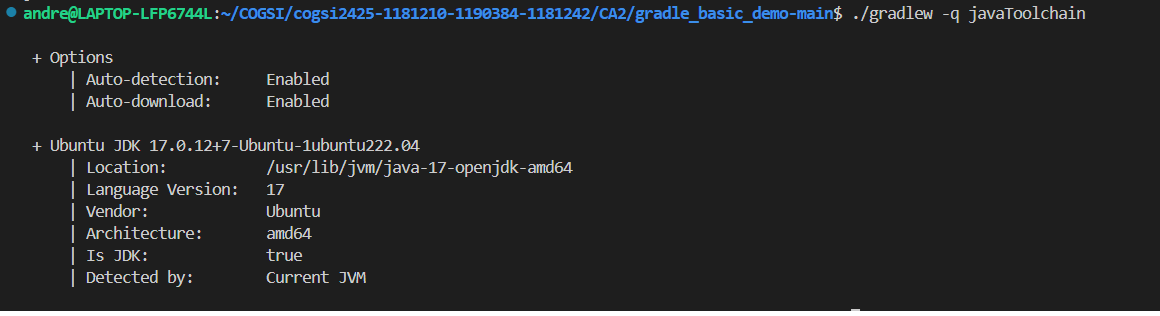 andre@LAPTOP-LFP6744L:~/COGSI/cogsi2425-1181210-1190384-1181242/CA2/gradle_basic_demo-main$ ./gradlew -q javaToolchain
+ Options
| Auto-detection: Enabled
| Auto-download: Enabled
+ Ubuntu JDK 17.0.12+7-Ubuntu-1ubuntu222.04
| Location: /usr/lib/jvm/java-17-openjdk-amd64
| Language Version: 17
| Vendor: Ubuntu
| Architecture: amd64
| Is JDK: true
| Detected by: Current JVM